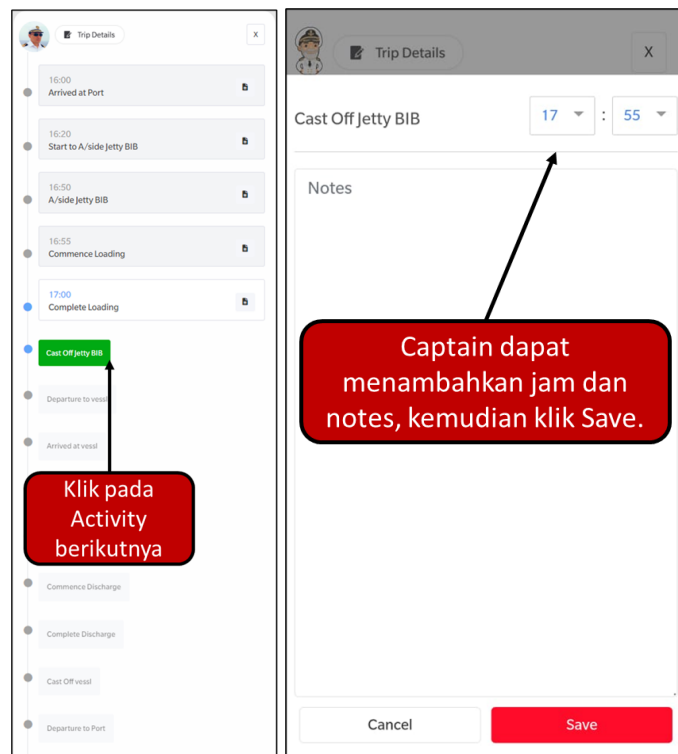 Trip Details
X
16:00
Arrived at Port
16:20
Start to A/side Jetty BIB
16:50
A/side Jetty BIB
16:55
Commence Loading
17:00
Complete Loading
Cast Off Jetty BIB
Departure to vessl
Arrived at vessl
Klik pada
Activity
berikutnya
Commence Discharge
Complete Discharge
Cast Off vessl
Departure to Port
Trip Details
X
Cast Off Jetty BIB
17 : 55
Notes
Captain dapat
menambahkan jam dan
notes, kemudian klik Save.
Cancel
Save